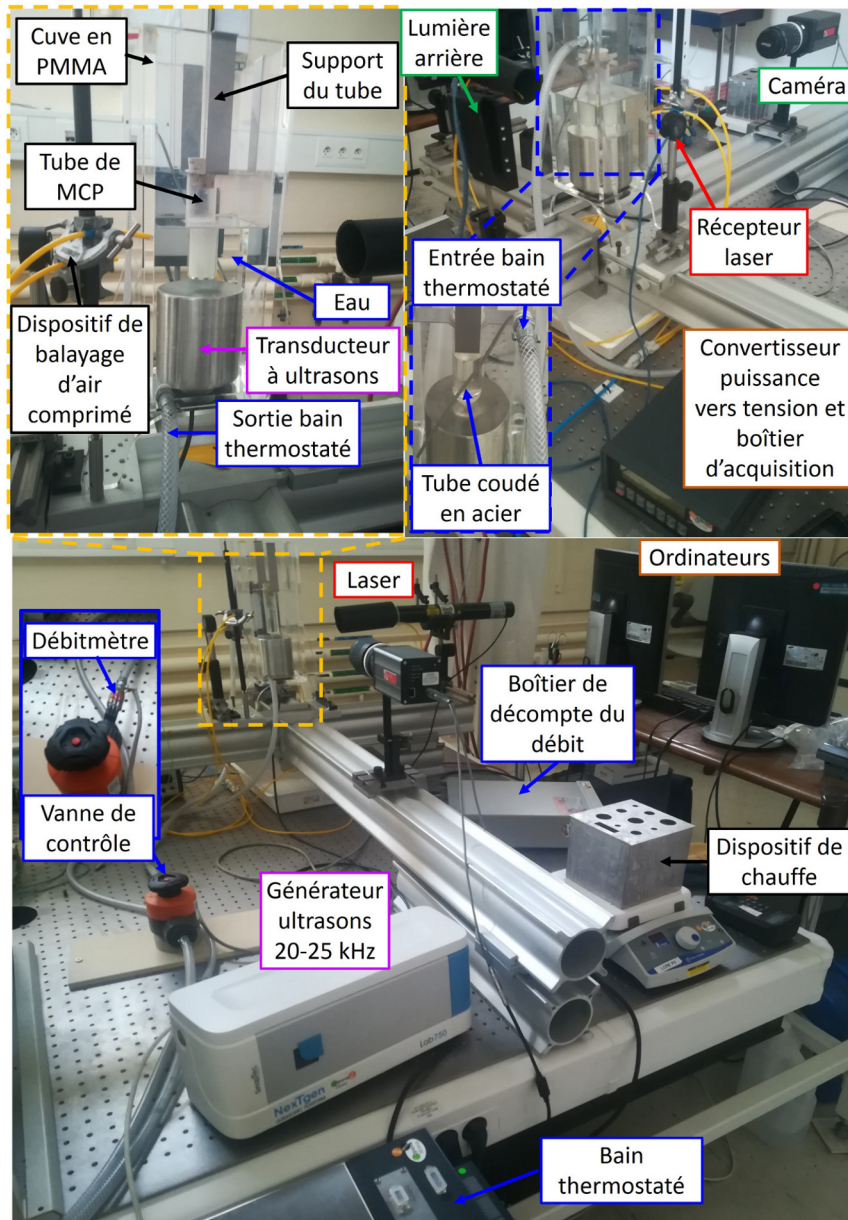 Cuve en
PMMA
Support
du tube
Tube de
MCP
Eau
Dispositif de
balayage
d'air
comprimé
Transducteur
à ultrasons
Sortie bain
thermostaté
Lumière
arrière
Caméra
Récepteur
laser
Entrée bain
thermostaté
Convertisseur
puissance
vers tension et
boîtier
d'acquisition
Tube coudé
en acier
Ordinateurs
Laser
Débitmètre
Boîtier de
décompte du
débit
Vanne de
contrôle
Dispositif de
chauffe
Générateur
ultrasons
20-25 kHz
Lab750
NexTgen
Bain
thermostaté